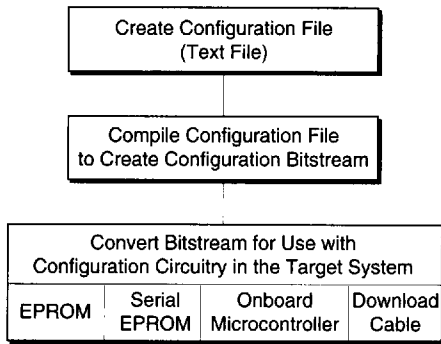 Create Configuration File
(Text File)
Compile Configuration File
to Create Configuration Bitstream
Convert Bitstream for Use with
Configuration Circuitry in the Target System
EPROM
Serial
EPROM
Onboard
Microcontroller
Download
Cable